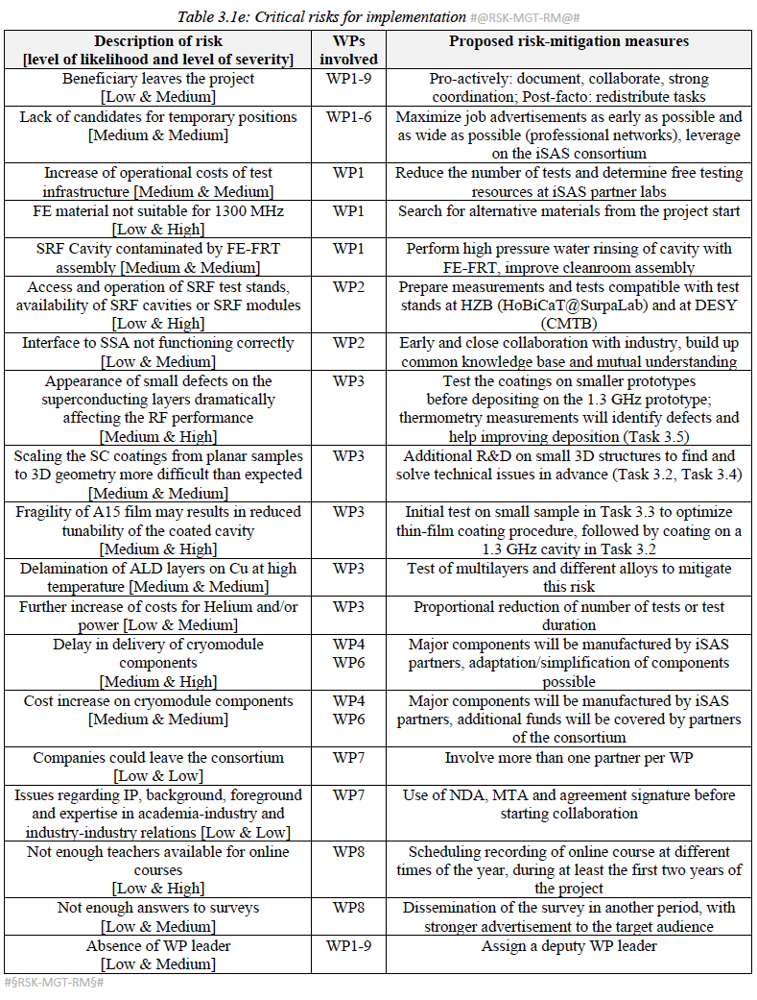 Table 3.1e: Critical risks for implementation #@RSK-MGT-RM@#
Description of risk
[level of likelihood and level of severity]
WPs
involved
Proposed risk-mitigation measures
Beneficiary leaves the project
[Low & Medium]
WP1-9
Pro-actively: document, collaborate, strong
coordination; Post-facto: redistribute tasks
Lack of candidates for temporary positions
[Medium & Medium]
WP1-6
Maximize job advertisements as early as possible and
as wide as possible (professional networks), leverage
on the iSAS consortium
Increase of operational costs of test
infrastructure [Medium & Medium]
WP1
Reduce the number of tests and determine free testing
resources at iSAS partner labs
FE material not suitable for 1300 MHz
[Low & High]
WP1
Search for alternative materials from the project start
SRF Cavity contaminated by FE-FRT
assembly [Medium & Medium]
WP1
Perform high pressure water rinsing of cavity with
FE-FRT, improve cleanroom assembly
Access and operation of SRF test stands,
availability of SRF cavities or SRF modules
[Low & High]
WP2
Prepare measurements and tests compatible with test
stands at HZB (HoBiCaT@SurpaLab) and at DESY
(CMTB)
Interface to SSA not functioning correctly
[Low & Medium]
WP2
Early and close collaboration with industry, build up
common knowledge base and mutual understanding
Appearance of small defects on the
superconducting layers dramatically
affecting the RF performance
[Medium & High]
WP3
Test the coatings on smaller prototypes
before depositing on the 1.3 GHz prototype;
thermometry measurements will identify defects and
help improving deposition (Task 3.5)
Scaling the SC coatings from planar samples
to 3D geometry more difficult than expected
[Medium & Medium]
WP3
Additional R&D on small 3D structures to find and
solve technical issues in advance (Task 3.2, Task 3.4)
Fragility of A15 film may results in reduced
tunability of the coated cavity
[Medium & High]
WP3
Initial test on small sample in Task 3.3 to optimize
thin-film coating procedure, followed by coating on a
1.3 GHz cavity in Task 3.2
Delamination of ALD layers on Cu at high
temperature [Medium & Medium]
WP3
Test of multilayers and different alloys to mitigate
this risk
Further increase of costs for Helium and/or
power [Low & Medium]
WP3
Proportional reduction of number of tests or test
duration
Delay in delivery of cryomodule
components
[Medium & High]
WP4
WP6
Major components will be manufactured by iSAS
partners, adaptation/simplification of components
possible
Cost increase on cryomodule components
[Medium & Medium]
WP4
WP6
Major components will be manufactured by iSAS
partners, additional funds will be covered by partners
of the consortium
Companies could leave the consortium
[Low & Low]
WP7
Involve more than one partner per WP
Issues regarding IP, background, foreground
and expertise in academia-industry and
industry-industry relations [Low & Low]
WP7
Use of NDA, MTA and agreement signature before
starting collaboration
Not enough teachers available for online
courses
[Low & High]
WP8
Scheduling recording of online course at different
times of the year, during at least the first two years of
the project
Not enough answers to surveys
[Low & Medium]
WP8
Dissemination of the survey in another period, with
stronger advertisement to the target audience
Absence of WP leader
[Low & Medium]
WP1-9
Assign a deputy WP leader
#§RSK-MGT-RM§#